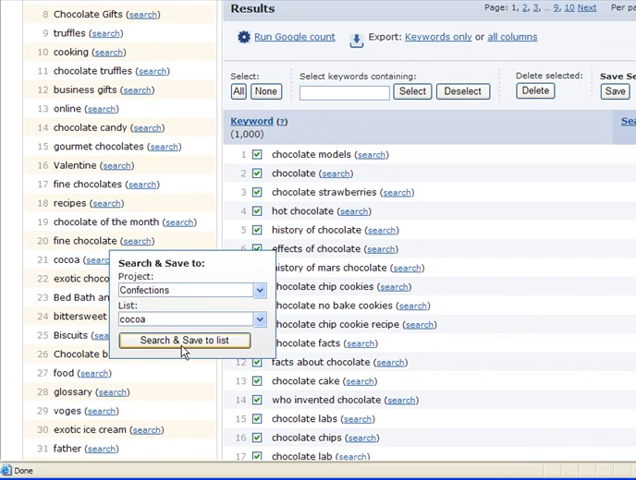 8 Chocolate Gifts (search)
9 truffles (search)
10 cooking (search)
11 chocolate truffles (search)
12 business gifts (search)
13 online (search)
14 chocolate candy (search)
15 gourmet chocolates (search)
16 Valentine (search)
17 fine chocolates (search)
18 recipes (search)
19 chocolate of the month (search)
20 fine chocolate (search)
21 cocoa
22 exotic
23 Bed Bath
24 bittersweet
25 Biscuits
26 Chocolate
27 food (search)
28 glossary (search)
29 voges (search)
30 exotic ice cream (search)
31 father (search)
Search & Save to:
Project:
Confections
List:
cocoa
Search & Save to list
Results
Page: 1, 2, 3, ... 9, 10 Next
Per
Run Google count
Export: Keywords only or all columns
Select:
All None
Select keywords containing:
Select Deselect
Delete selected:
Delete
Save
Save
Keyword (?)
(1,000)
1 chocolate models (search)
2 chocolate (search)
3 chocolate strawberries (search)
4 hot chocolate (search)
5 history of chocolate (search)
6 effects of chocolate (search)
history of mars chocolate (search)
chocolate chip cookies (search)
chocolate no bake cookies (search)
chocolate chip cookie recipe (search)
chocolate facts (search)
12 facts about chocolate (search)
13 chocolate cake (search)
14 who invented chocolate (search)
15 chocolate labs (search)
16 chocolate chips (search)
17 chocolate lab (search)
Done